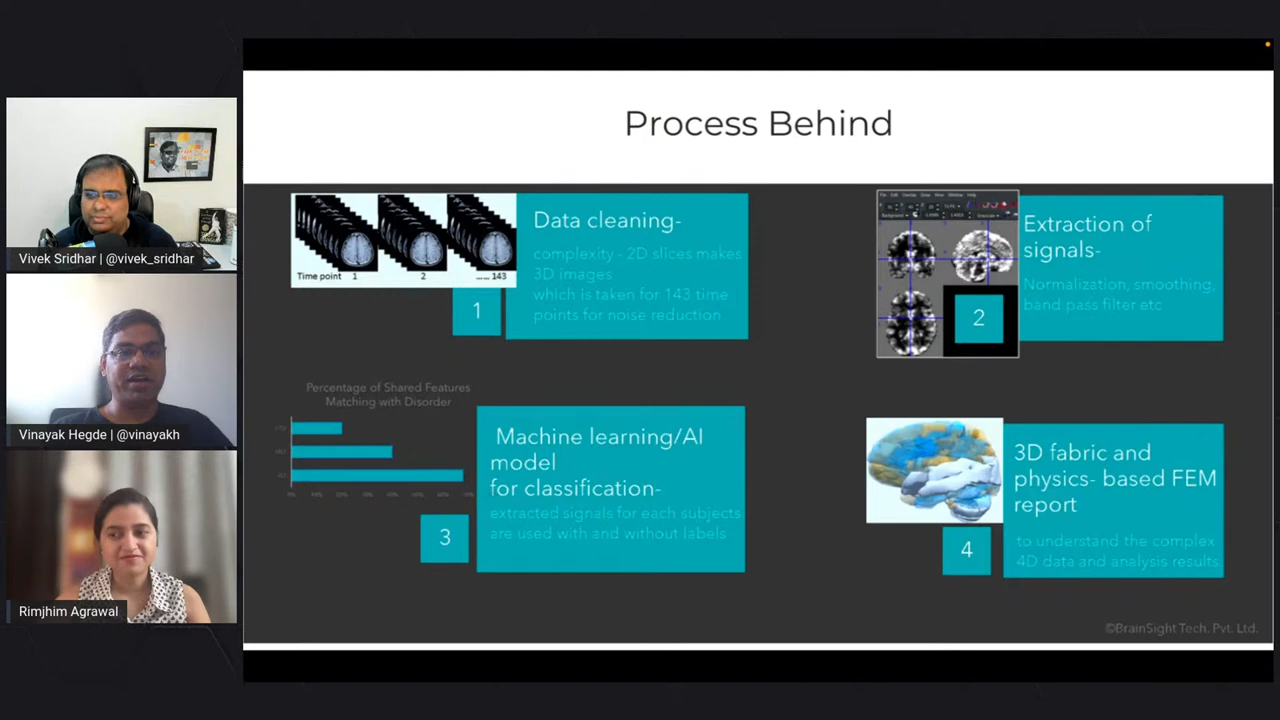 Process Behind
Time point 1 2 ...... 143
1
Data cleaning-
complexity - 2D slices makes
3D images
which is taken for 143 time
points for noise reduction
2
Extraction of
signals-
Normalization, smoothing,
band pass filter etc
Percentage of Shared Features
Matching with Disorder
3
Machine learning/AI
model
for classification-
extracted signals for each subjects
are used with and without labels
4
3D fabric and
physics- based FEM
report
to understand the complex
4D data and analysis results
©BrainSight Tech. Pvt. Ltd.
Vivek Sridhar | @vivek_sridhar
Vinayak Hegde | @vinayakh
Rimjhim Agrawal